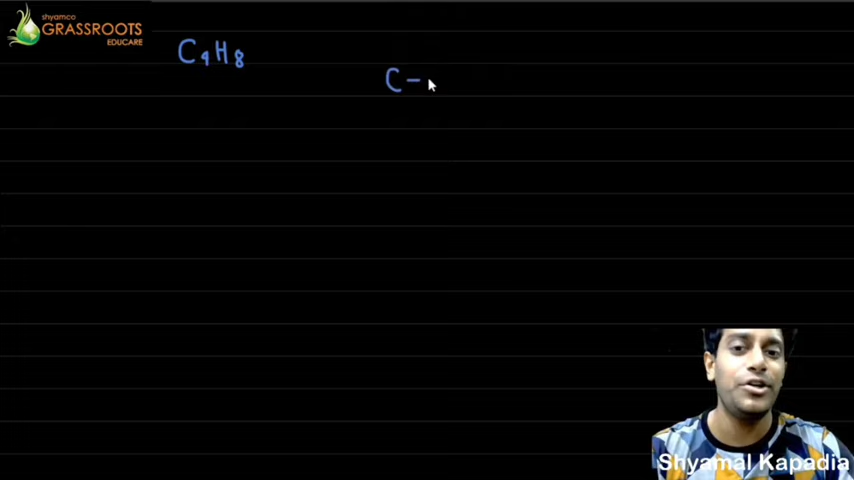 shyamco
GRASSROOTS
EDUCARE
C₄H₈
C –
Shyamal Kapadia